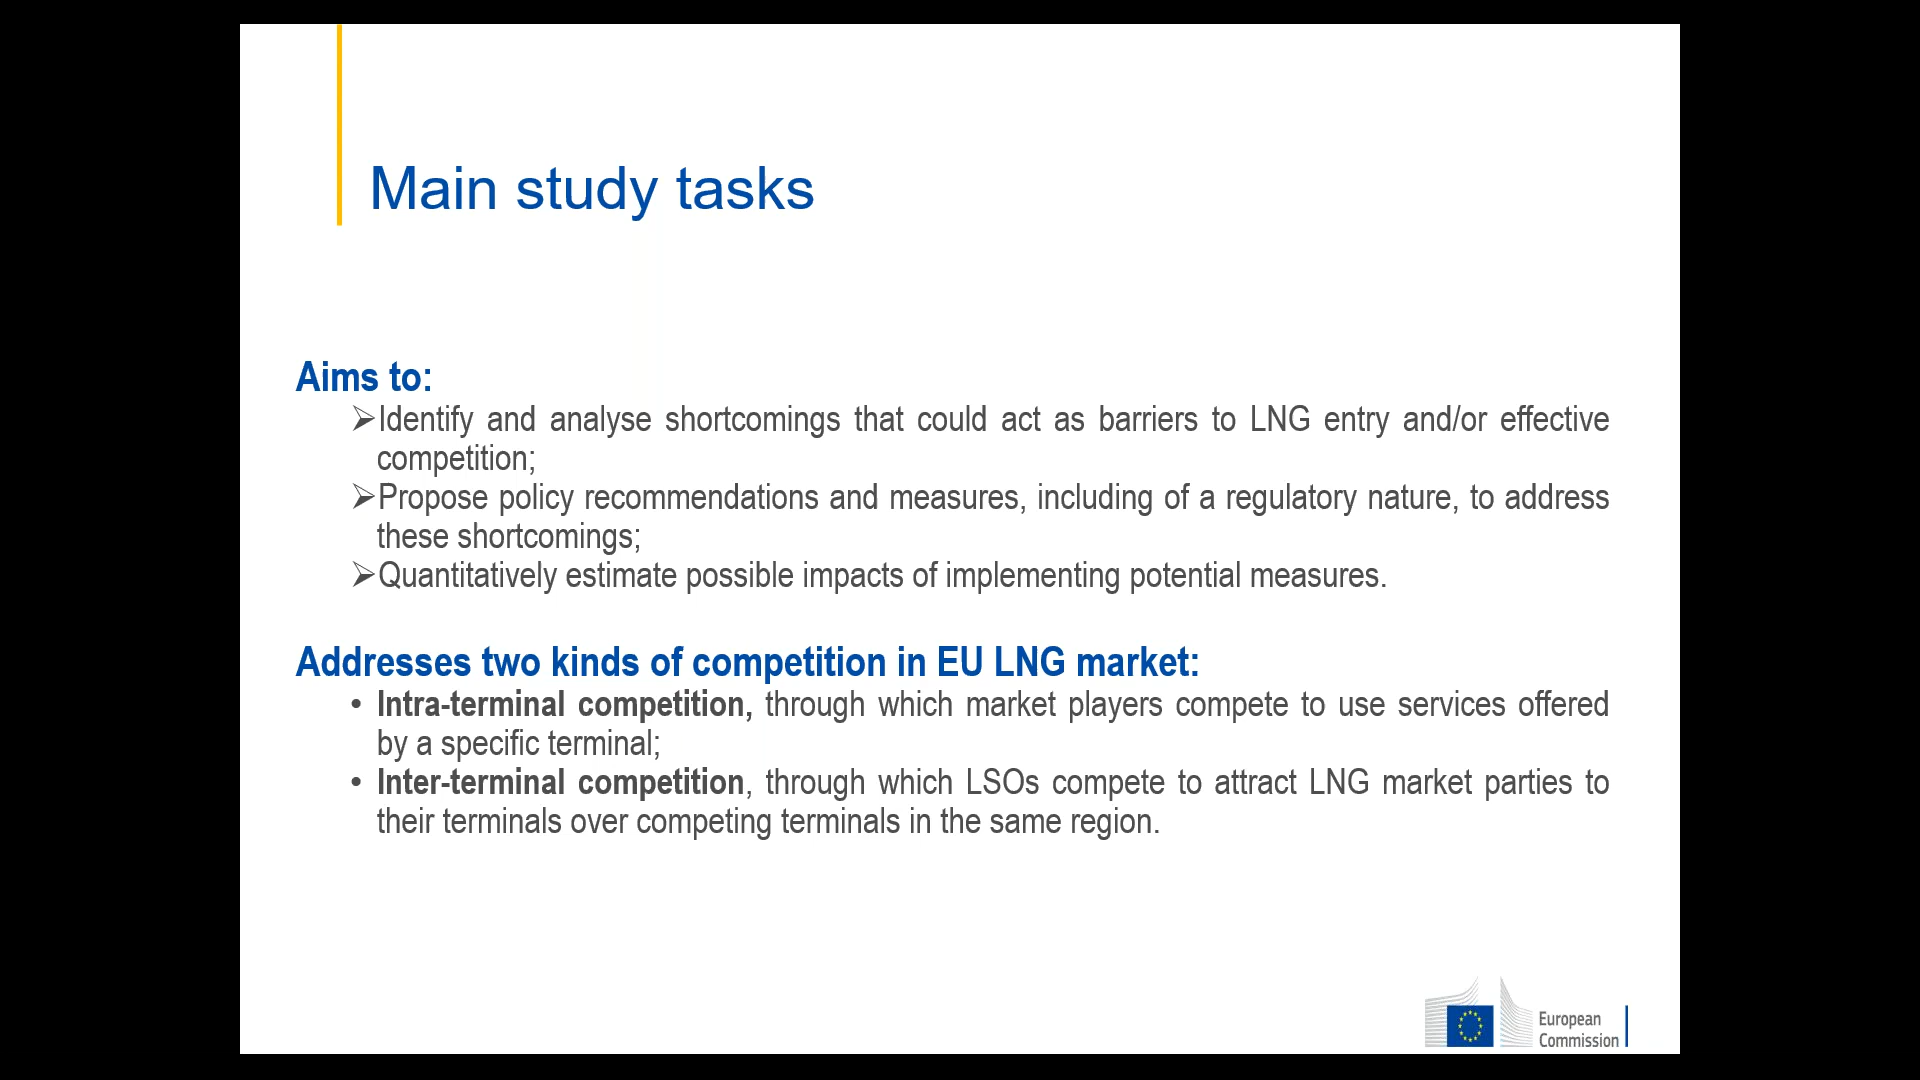 Main study tasks
Aims to:
➢Identify and analyse shortcomings that could act as barriers to LNG entry and/or effective
competition;
➢Propose policy recommendations and measures, including of a regulatory nature, to address
these shortcomings;
➢Quantitatively estimate possible impacts of implementing potential measures.
Addresses two kinds of competition in EU LNG market:
• Intra-terminal competition, through which market players compete to use services offered
by a specific terminal;
• Inter-terminal competition, through which LSOs compete to attract LNG market parties to
their terminals over competing terminals in the same region.
European
Commission